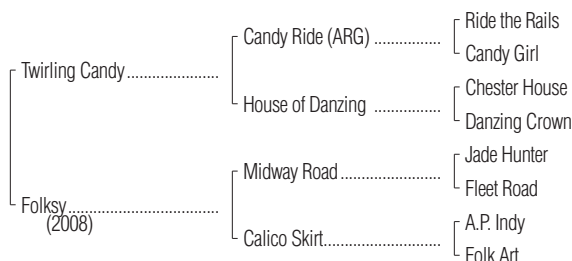 Ride the Rails
Candy Ride (ARG) ................
Candy Girl
Twirling Candy ......................
Chester House
House of Danzing ................
Danzing Crown
Jade Hunter
Midway Road ........................
Fleet Road
Folksy .....................................
(2008)
A.P. Indy
Calico Skirt ............................
Folk Art